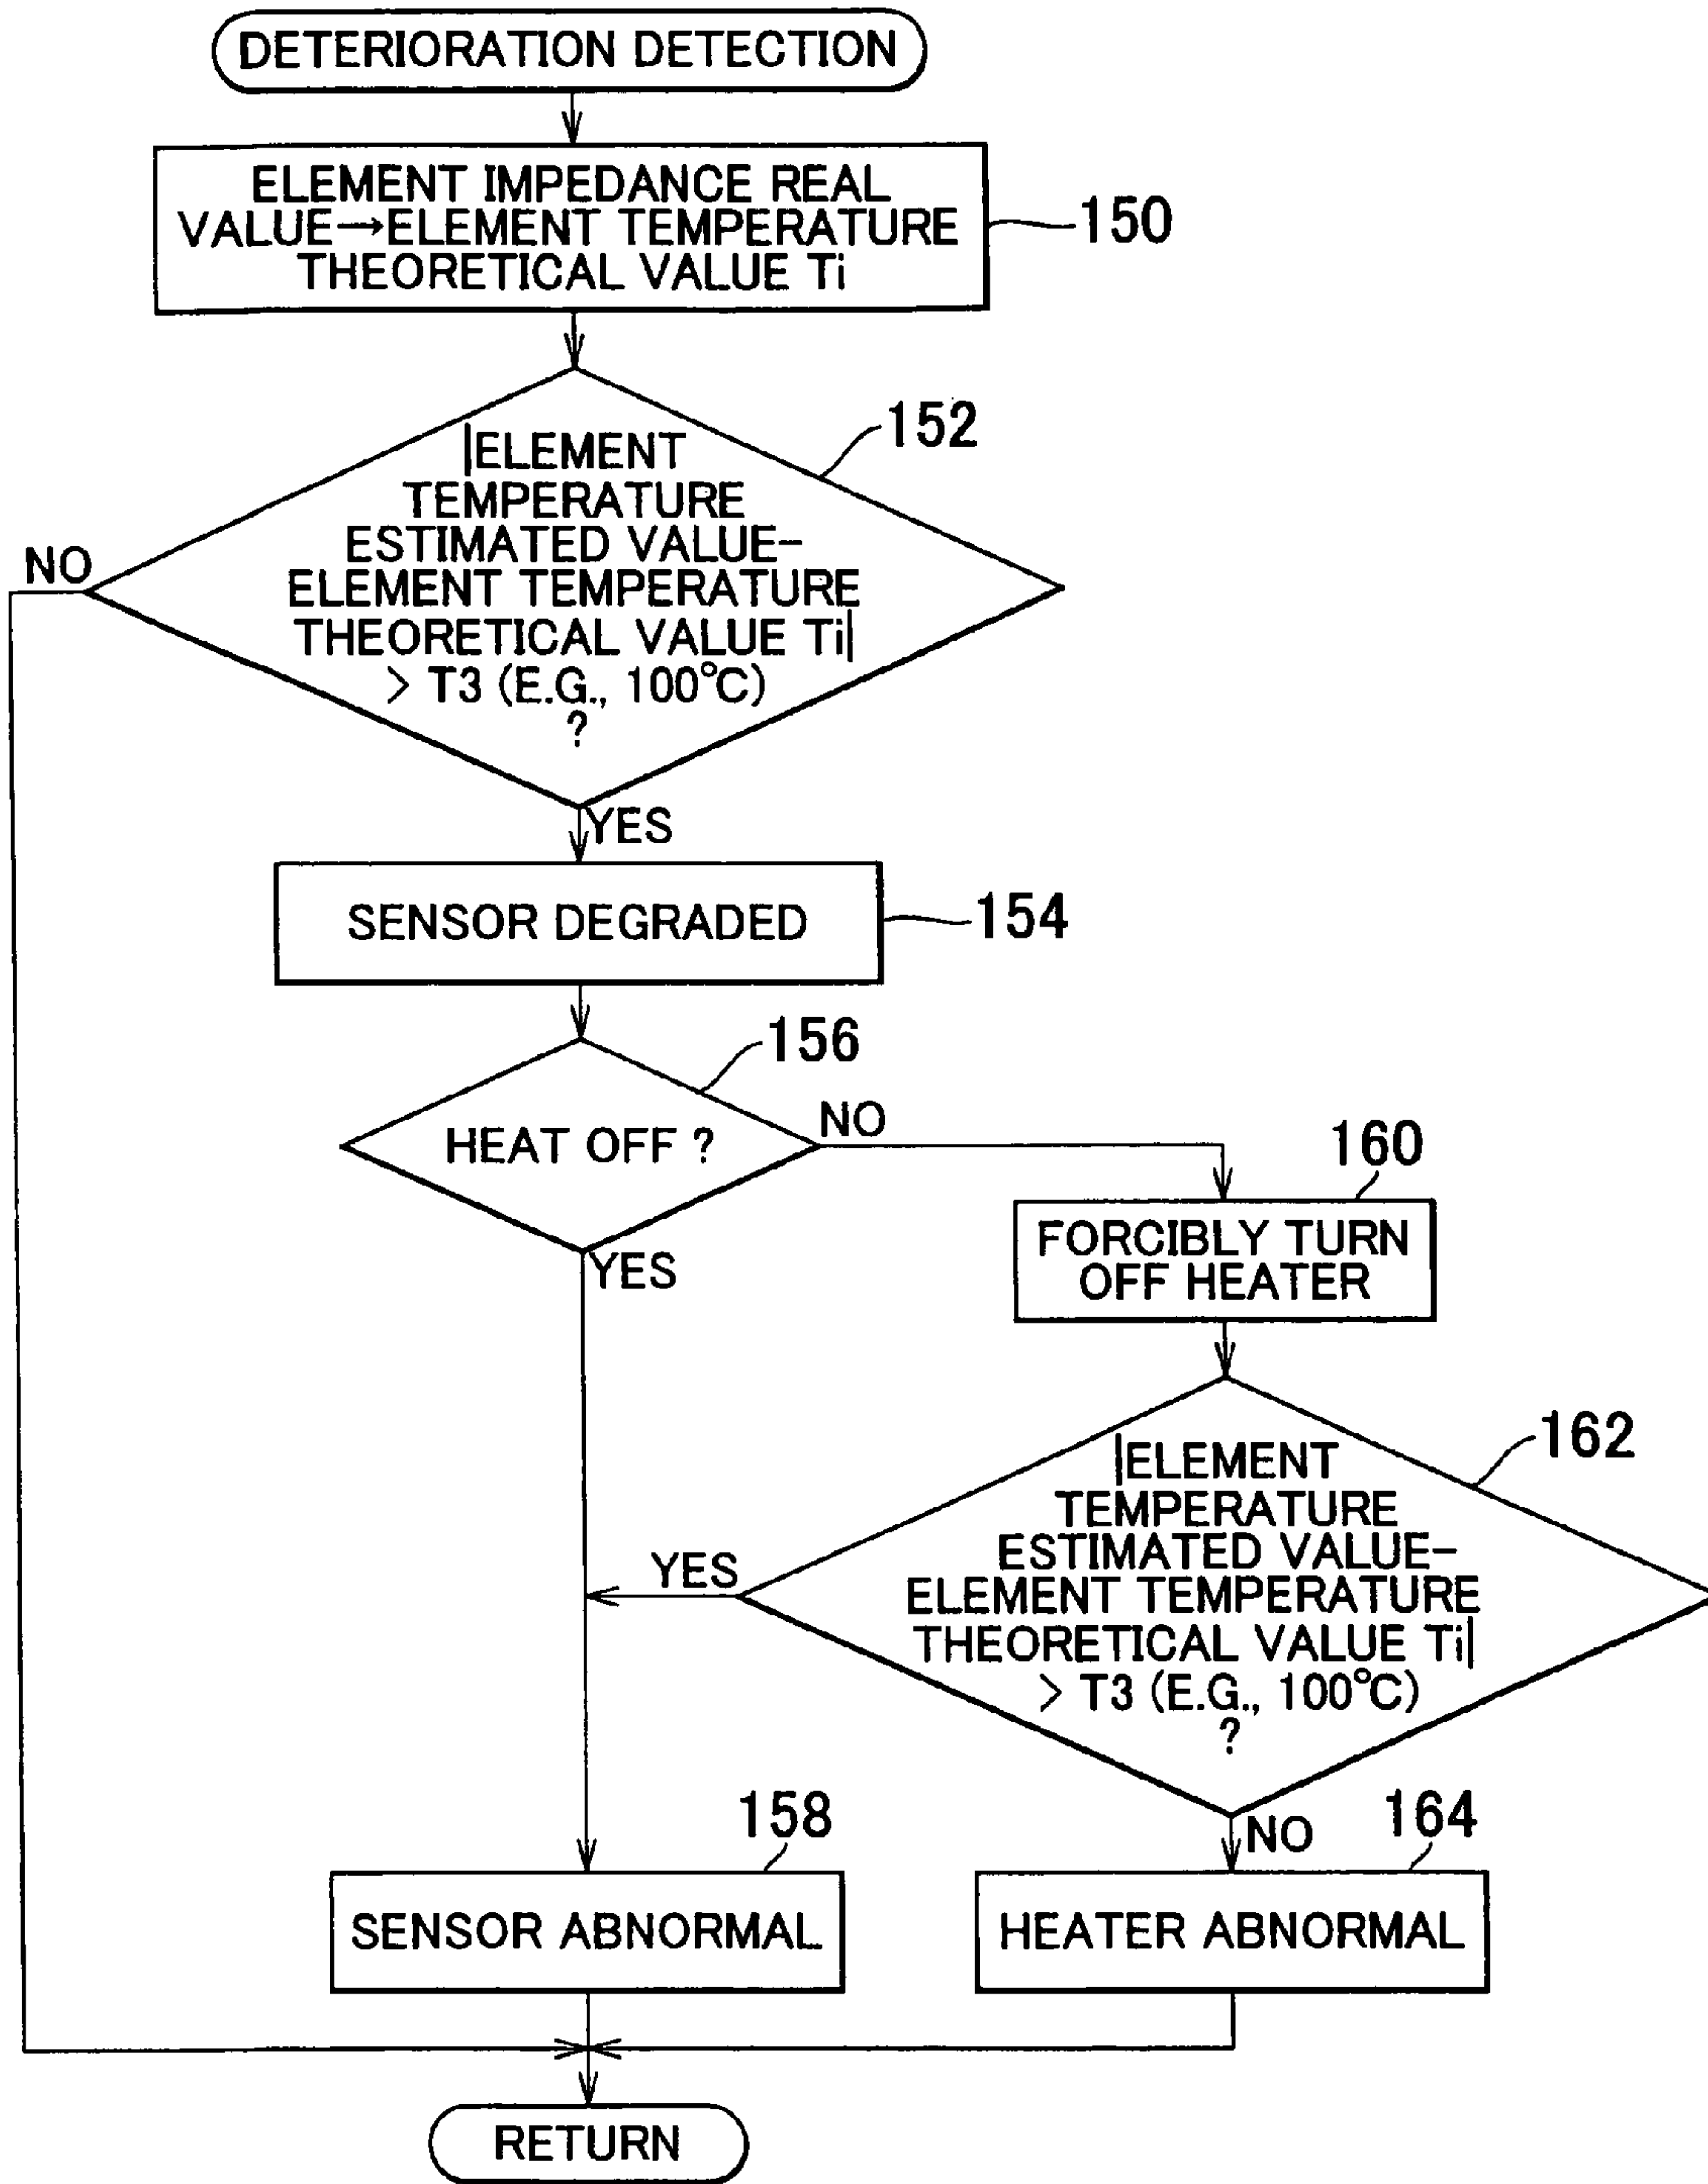 DETERIORATION DETECTION
ELEMENT IMPEDANCE REAL
VALUE→ELEMENT TEMPERATURE
THEORETICAL VALUE Ti
150
152
|ELEMENT
TEMPERATURE
ESTIMATED VALUE-
ELEMENT TEMPERATURE
THEORETICAL VALUE Ti|
> T3 (E.G., 100°C)
?
NO
YES
SENSOR DEGRADED
154
156
HEAT OFF ?
NO
YES
160
FORCIBLY TURN
OFF HEATER
162
|ELEMENT
TEMPERATURE
ESTIMATED VALUE-
ELEMENT TEMPERATURE
THEORETICAL VALUE Ti|
> T3 (E.G., 100°C)
?
YES
NO
158
SENSOR ABNORMAL
164
HEATER ABNORMAL
RETURN